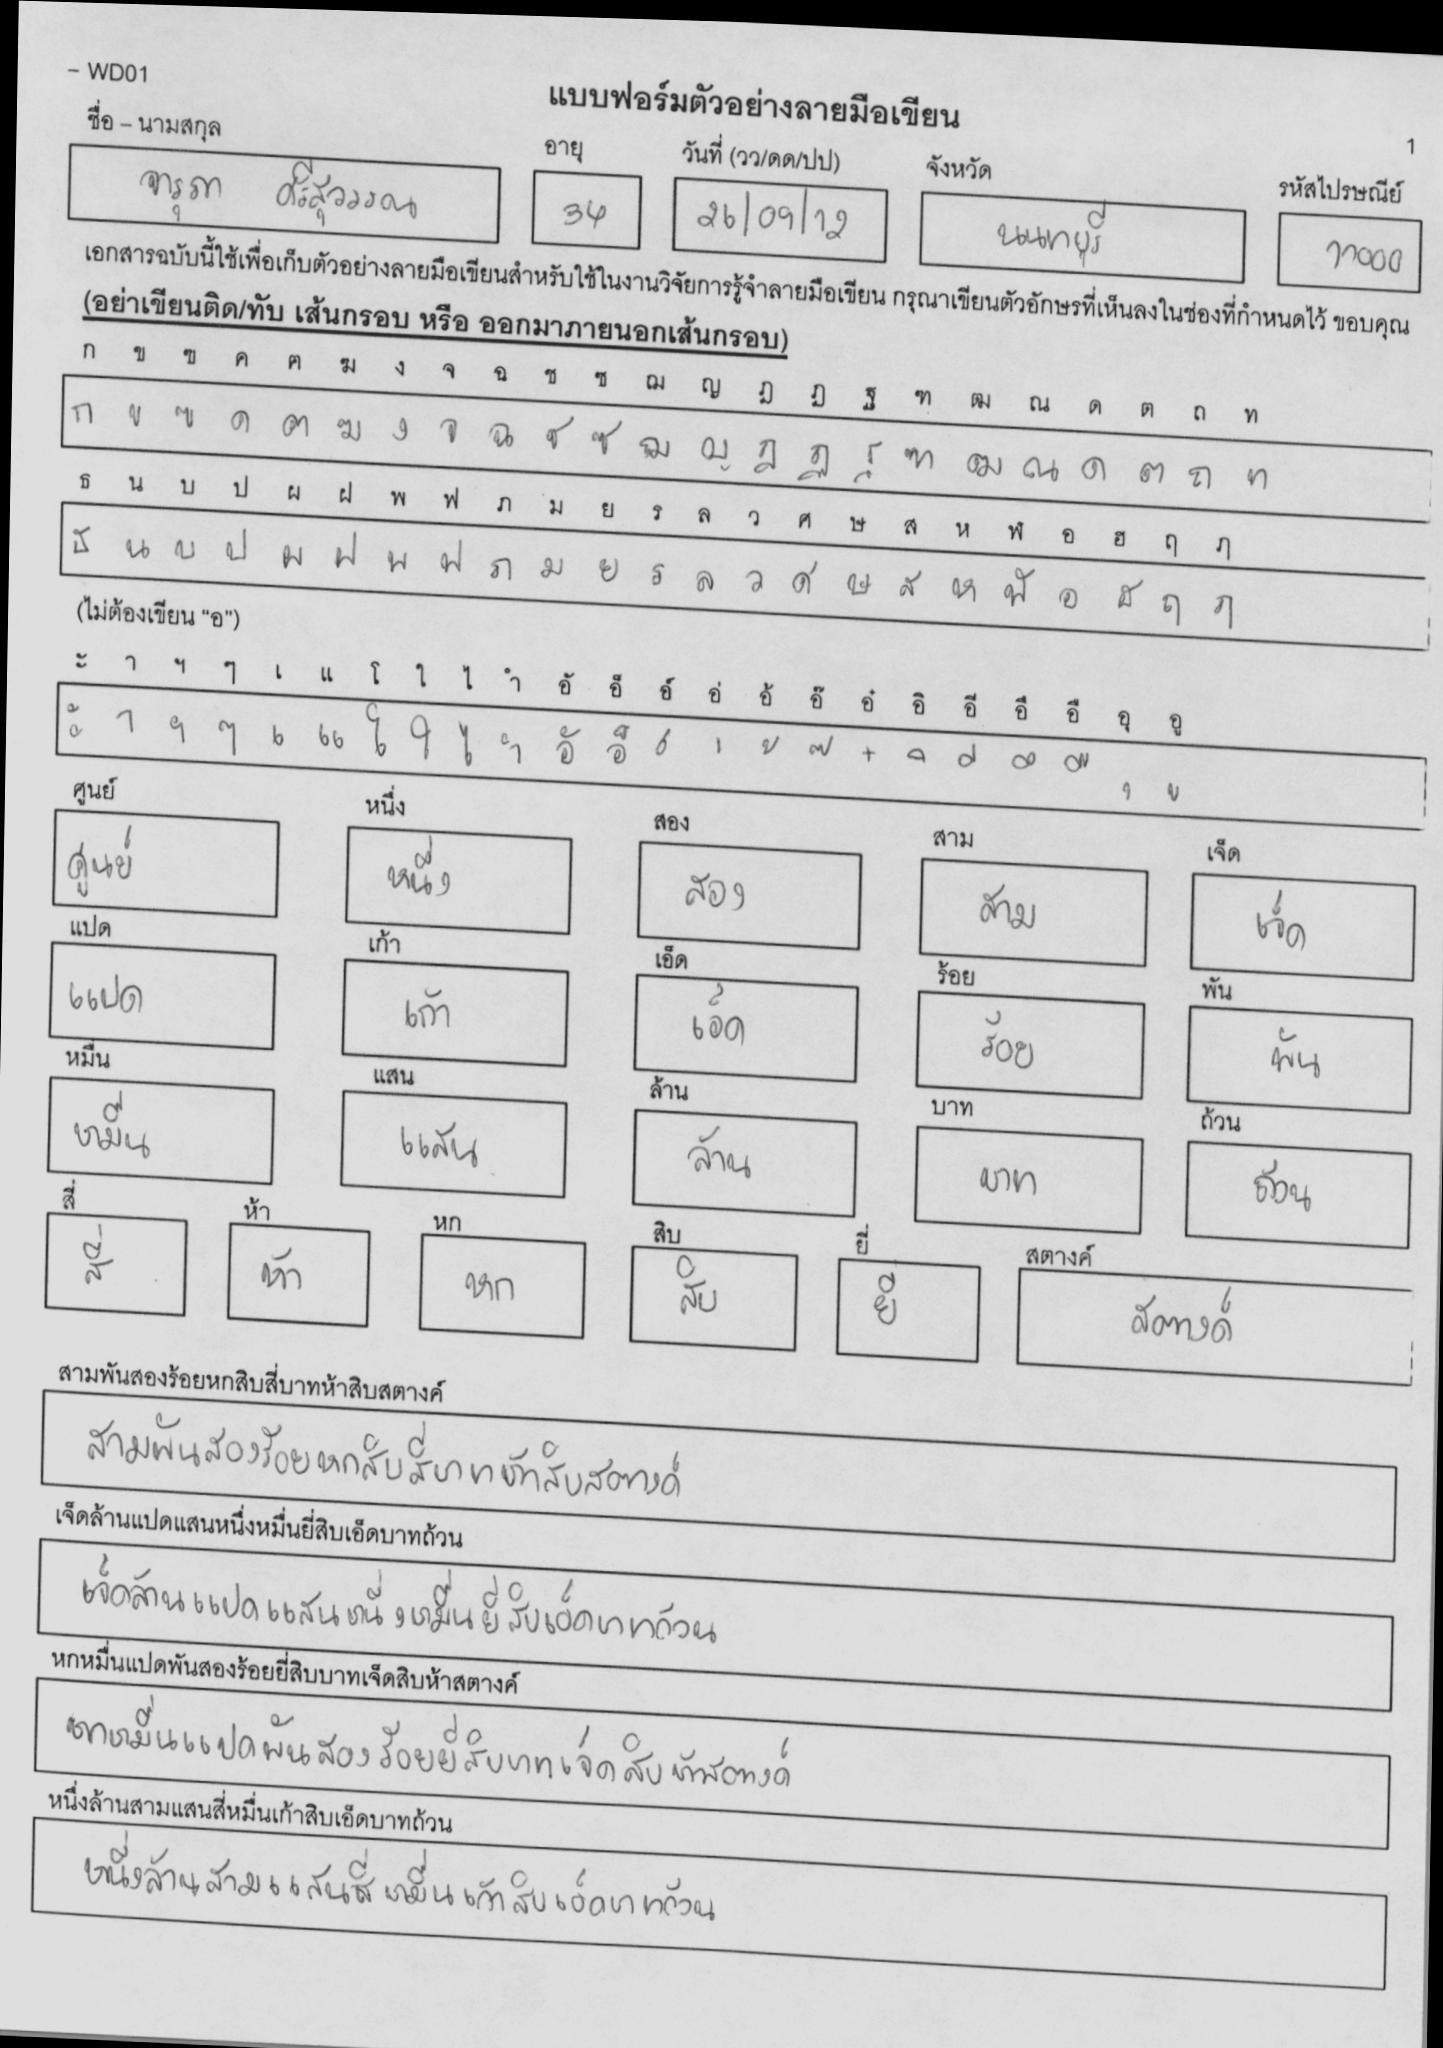 – WD01
แบบฟอร์มตัวอย่างลายมือเขียน
1
ชื่อ – นามสกุล อายุ วันที่ (วว/ดด/ปป) จังหวัด รหัสไปรษณีย์
จารุภา ศรีสุวรรณ 34 26/09/12 นนทบุรี 11000
เอกสารฉบับนี้ใช้เพื่อเก็บตัวอย่างลายมือเขียนสำหรับใช้ในงานวิจัยการรู้จำลายมือเขียน กรุณาเขียนตัวอักษรที่เห็นลงในช่องที่กำหนดไว้ ขอบคุณ
(อย่าเขียนติด/ทับ เส้นกรอบ หรือ ออกมาภายนอกเส้นกรอบ)
ก ข ฃ ค ฅ ฆ ง จ ฉ ช ซ ฌ ญ ฎ ฏ ฐ ฑ ฒ ณ ด ต ถ ท
ก ข ฃ ค ฅ ฆ ง จ ฉ ช ซ ฌ ญ ฎ ฏ ฐ ฑ ฒ ณ ด ต ถ ท
ธ น บ ป ผ ฝ พ ฟ ภ ม ย ร ล ว ศ ษ ส ห ฬ อ ฮ ฤ ฦ
ธ น บ ป ผ ฝ พ ฟ ภ ม ย ร ล ว ศ ษ ส ห ฬ อ ฮ ฤ ฦ
(ไม่ต้องเขียน "อ")
ะ า ฯ ๆ เ แ โ ใ ไ ำ อั อ็ อ์ อ่ อ้ อ๊ อ๋ อิ อี อึ อื อุ อู
ะ า ฯ ๆ เ แ โ ใ ไ ำ อั อ็ ์ ่ ้ ๊ ๋ ิ ี ึ ื ุ ู
ศูนย์ หนึ่ง สอง สาม เจ็ด
ศูนย์ หนึ่ง สอง สาม เจ็ด
แปด เก้า เอ็ด ร้อย พัน
แปด เก้า เอ็ด ร้อย พัน
หมื่น แสน ล้าน บาท ถ้วน
หมื่น แสน ล้าน บาท ถ้วน
สี่ ห้า หก สิบ ยี่ สตางค์
สี่ ห้า หก สิบ ยี่ สตางค์
สามพันสองร้อยหกสิบสี่บาทห้าสิบสตางค์
สามพันสองร้อยหกสิบสี่บาทห้าสิบสตางค์
เจ็ดล้านแปดแสนหนึ่งหมื่นยี่สิบเอ็ดบาทถ้วน
เจ็ดล้านแปดแสนหนึ่งหมื่นยี่สิบเอ็ดบาทถ้วน
หกหมื่นแปดพันสองร้อยยี่สิบบาทเจ็ดสิบห้าสตางค์
หกหมื่นแปดพันสองร้อยยี่สิบบาทเจ็ดสิบห้าสตางค์
หนึ่งล้านสามแสนสี่หมื่นเก้าสิบเอ็ดบาทถ้วน
หนึ่งล้านสามแสนสี่หมื่นเก้าสิบเอ็ดบาทถ้วน